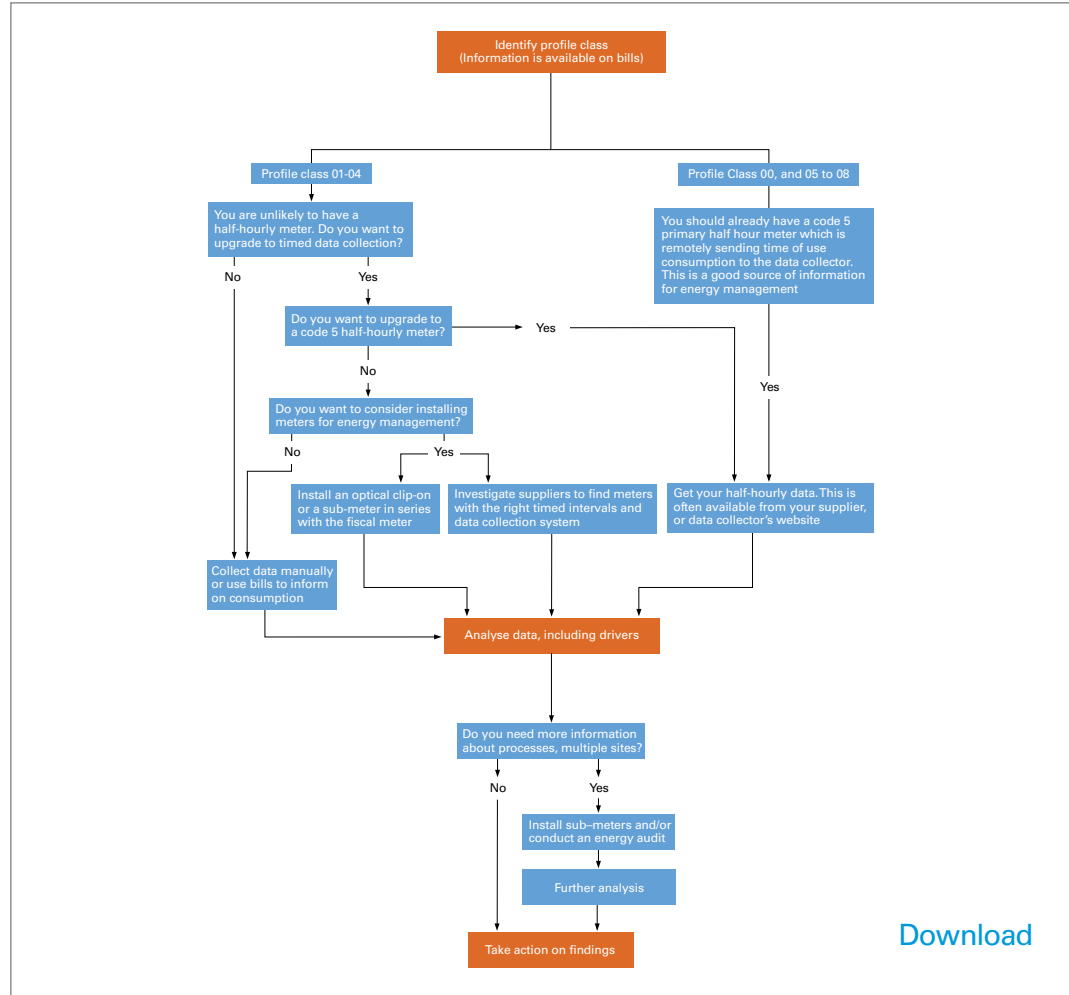 Identify profile class
(Information is available on bills)
Profile class 01-04
Profile Class 00, and 05 to 08
You are unlikely to have a
half-hourly meter. Do you want to
upgrade to timed data collection?
You should already have a code 5
primary half hour meter which is
remotely sending time of use
consumption to the data collector.
This is a good source of information
for energy management
No
Yes
Do you want to upgrade to
a code 5 half-hourly meter?
Yes
No
Yes
Do you want to consider installing
meters for energy management?
No
Yes
Install an optical clip-on
or a sub-meter in series
with the fiscal meter
Investigate suppliers to find meters
with the right timed intervals and
data collection system
Get your half-hourly data. This is
often available from your supplier,
or data collector's website
Collect data manually
or use bills to inform
on consumption
Analyse data, including drivers
Do you need more information
about processes, multiple sites?
No
Yes
Install sub–meters and/or
conduct an energy audit
Further analysis
Take action on findings
Download